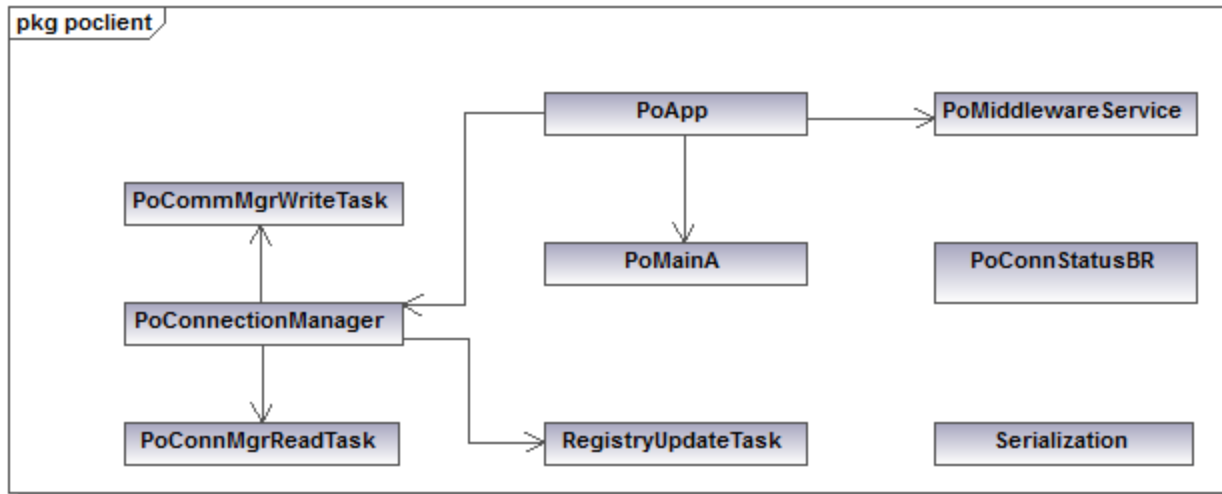 pkg poclient
PoApp
PoMiddlewareService
PoCommMgrWriteTask
PoMainA
PoConnStatusBR
PoConnectionManager
PoConnMgrReadTask
RegistryUpdateTask
Serialization